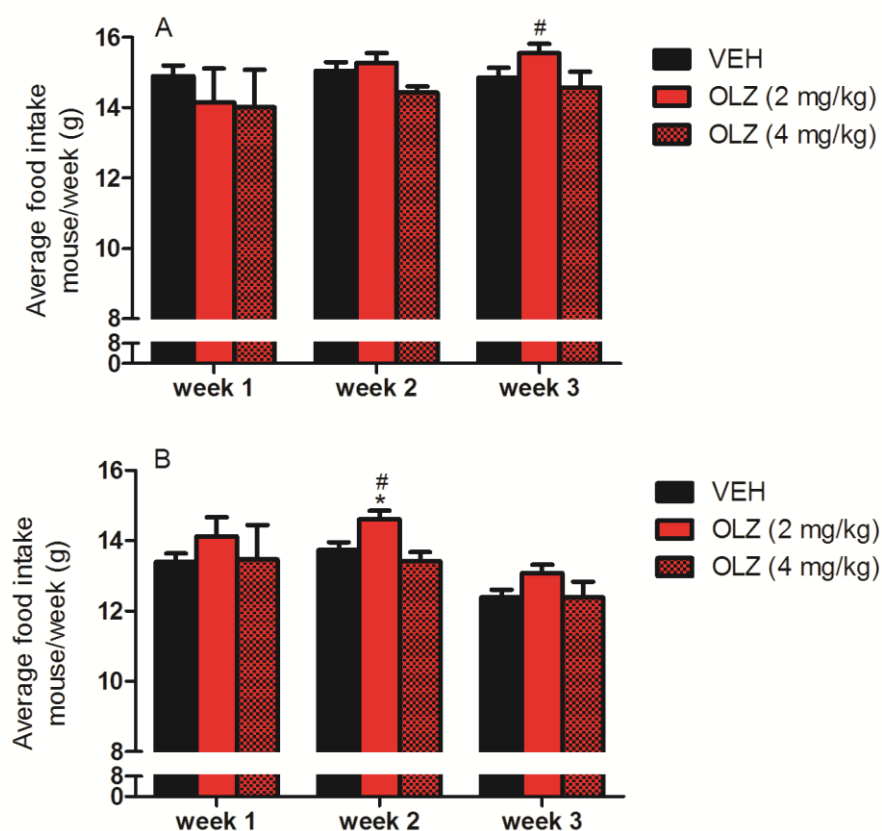 A
16
14
12
10
8
8
0
Average food intake
mouse/week (g)
#
week 1 week 2 week 3
VEH
OLZ (2 mg/kg)
OLZ (4 mg/kg)
B
16
14
12
10
8
8
0
Average food intake
mouse/week (g)
#
*
week 1 week 2 week 3
VEH
OLZ (2 mg/kg)
OLZ (4 mg/kg)